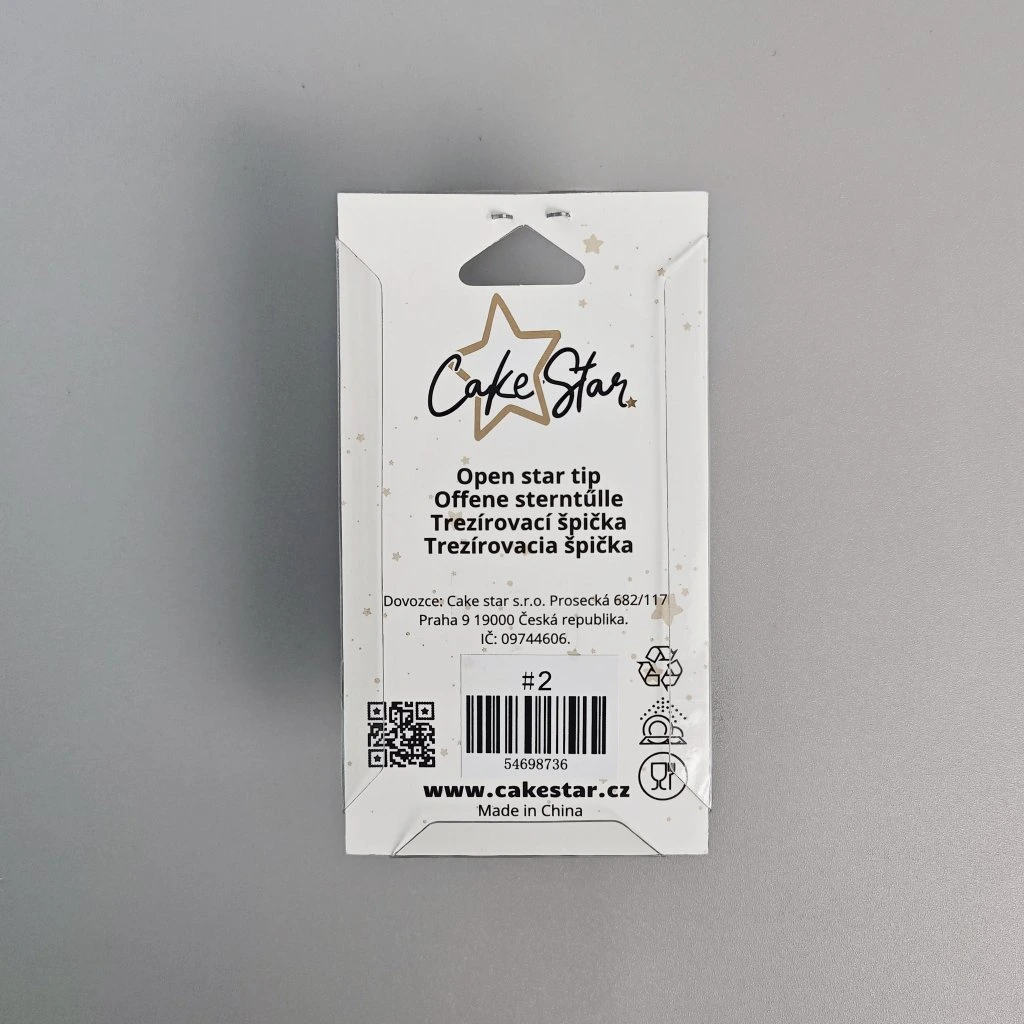 Cake Star
Open star tip
Offene sterntűlle
Trezírovací špička
Trezírovacia špička
Dovozce: Cake star s.r.o. Prosecká 682/117
Praha 9 19000 Česká republika.
IČ: 09744606.
#2
54698736
www.cakestar.cz
Made in China